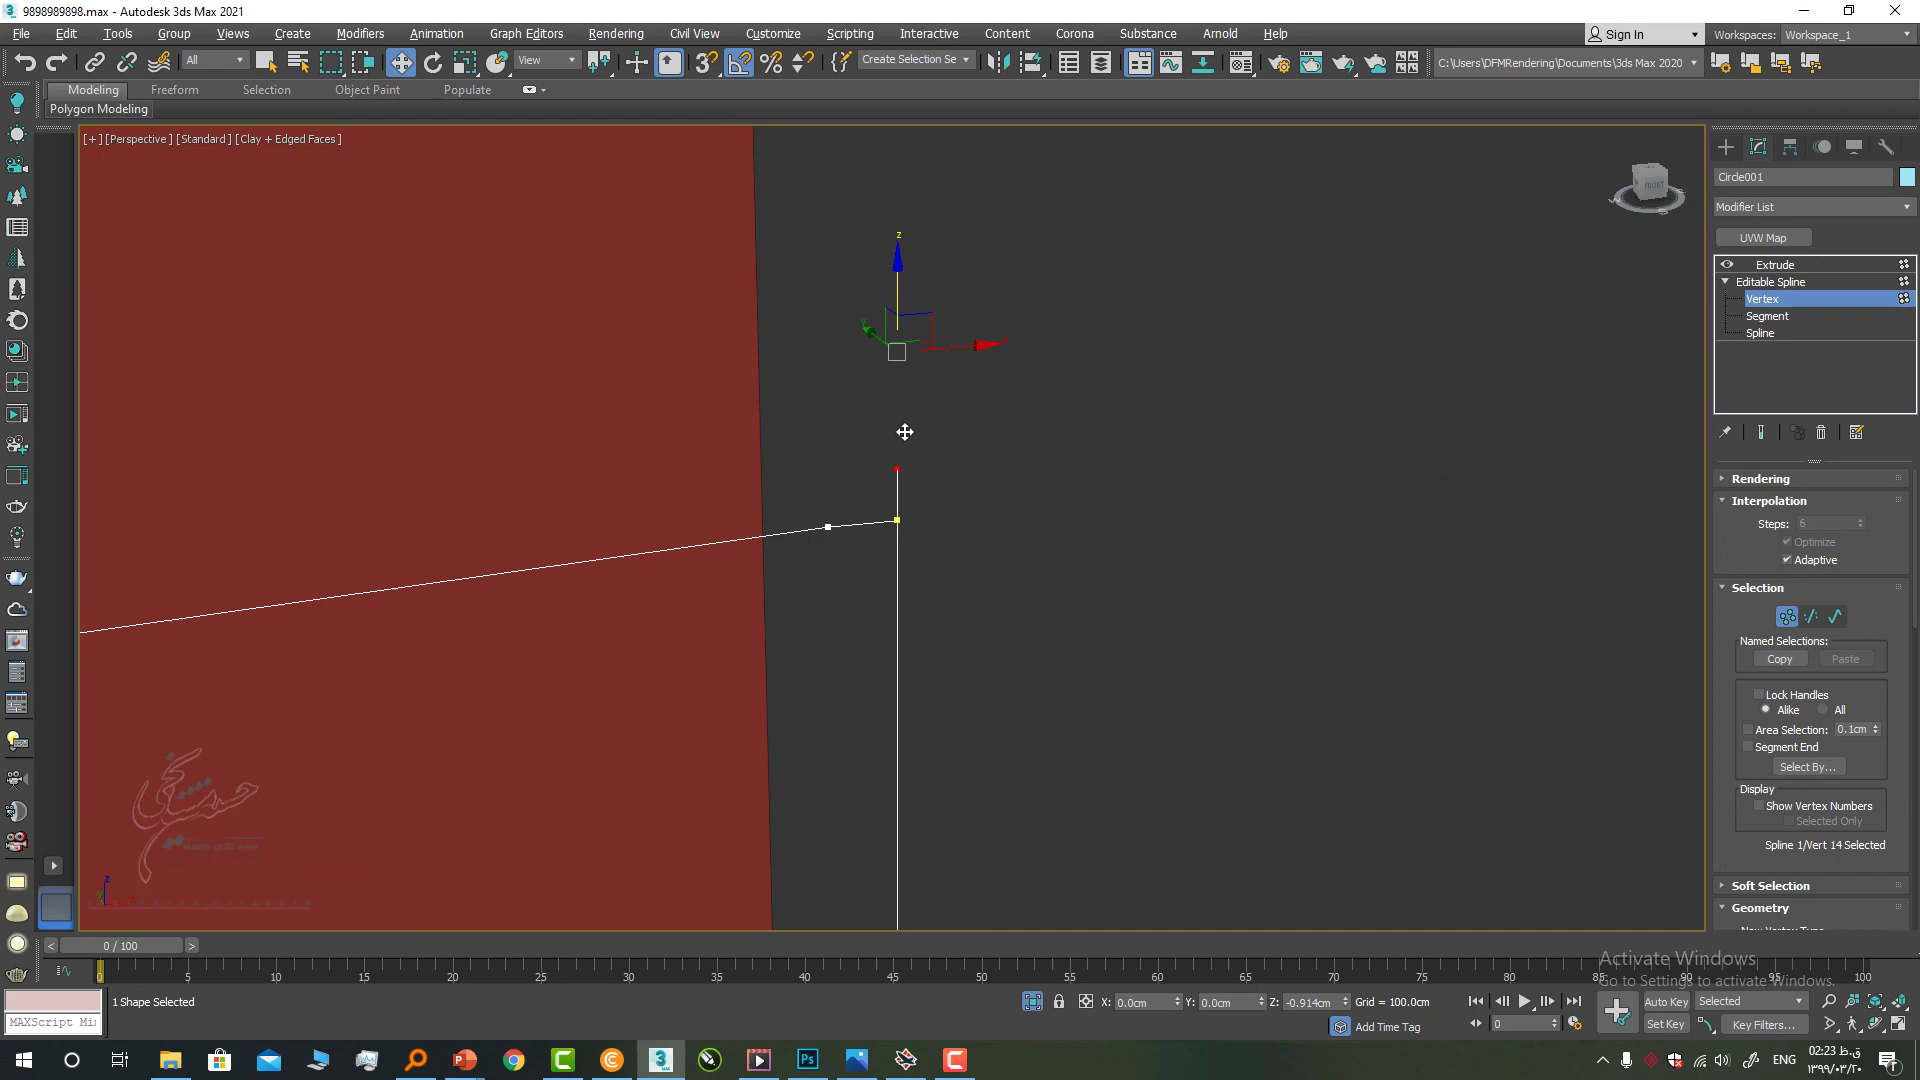 9898989898.max - Autodesk 3ds Max 2021
File Edit Tools Group Views Create Modifiers Animation Graph Editors Rendering Civil View Customize Scripting Interactive Content Corona Substance Arnold Help
Sign In
Workspaces: Workspace_1
All
View
Create Selection Se
C:\Users\DFMRendering\Documents\3ds Max 2020
Modeling Freeform Selection Object Paint Populate
Polygon Modeling
[+] [Perspective] [Standard] [Clay + Edged Faces]
z
FRONT
Circle001
Modifier List
UVW Map
Extrude
Editable Spline
Vertex
Segment
Spline
Rendering
Interpolation
Steps: 6
Optimize
Adaptive
Selection
Named Selections:
Copy Paste
Lock Handles
Alike All
Area Selection: 0.1cm
Segment End
Select By...
Display
Show Vertex Numbers
Selected Only
Spline 1/Vert 14 Selected
Soft Selection
Geometry
z
0 / 100
0 5 10 15 20 25 30 35 40 45 50 55 60 65 70 75 80 85 90 95 100
Activate Windows
Go to Settings to activate Windows.
MAXScript Mi
1 Shape Selected
X: 0.0cm Y: 0.0cm Z: -0.914cm Grid = 100.0cm
Add Time Tag
0
Auto Key Selected
Set Key Key Filters...
ENG
02:23 ق.ظ
۱۳۹۹/۰۳/۲۰